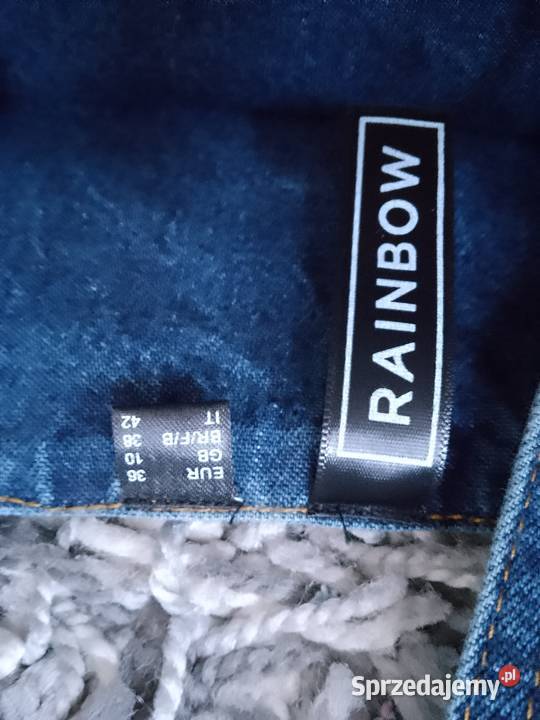 RAINBOW
EUR 36
GB 10
BR/F/B 38
IT 42
Sprzedajemy.pl